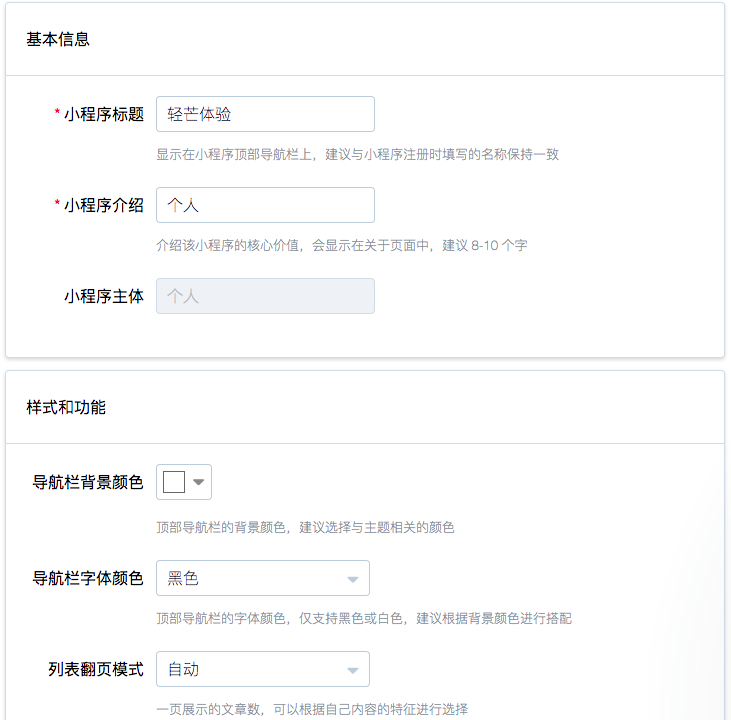 基本信息
* 小程序标题 轻芒体验
显示在小程序顶部导航栏上，建议与小程序注册时填写的名称保持一致
* 小程序介绍 个人
介绍该小程序的核心价值，会显示在关于页面中，建议 8-10 个字
小程序主体 个人
样式和功能
导航栏背景颜色
顶部导航栏的背景颜色，建议选择与主题相关的颜色
导航栏字体颜色 黑色
顶部导航栏的字体颜色，仅支持黑色或白色，建议根据背景颜色进行搭配
列表翻页模式 自动
一页展示的文章数，可以根据自己内容的特征进行选择